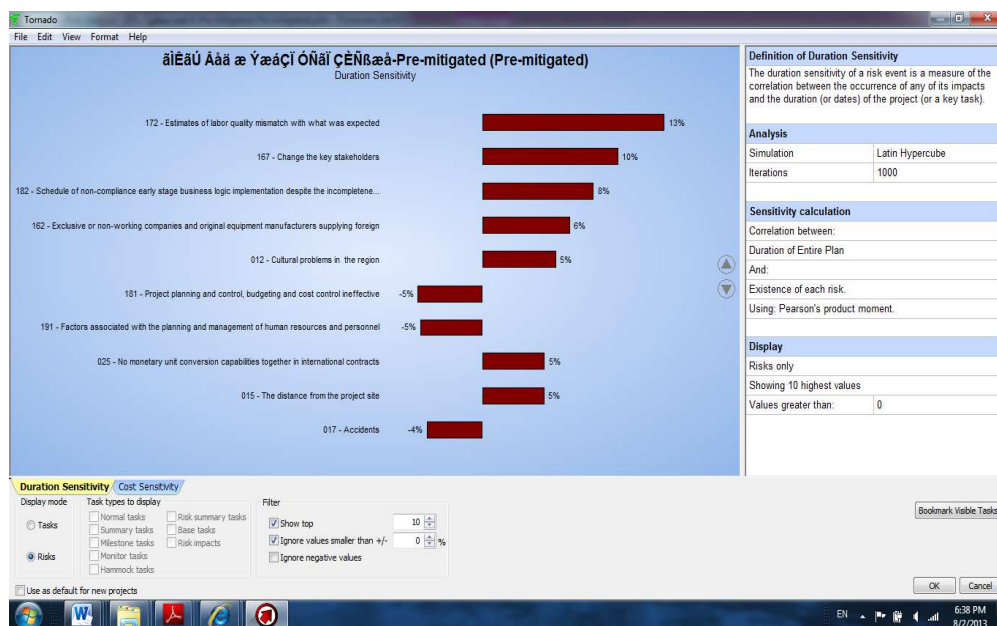 Tornado
File Edit View Format Help
ãÌÊãÚ Âåä æ ÝæáÇÏ ÓÑãÏ ÇÈÑßæå-Pre-mitigated (Pre-mitigated)
Duration Sensitivity
172 - Estimates of labor quality mismatch with what was expected 13%
167 - Change the key stakeholders 10%
182 - Schedule of non-compliance early stage business logic implementation despite the incompletene... 8%
162 - Exclusive or non-working companies and original equipment manufacturers supplying foreign 6%
012 - Cultural problems in the region 5%
181 - Project planning and control, budgeting and cost control ineffective -5%
191 - Factors associated with the planning and management of human resources and personnel -5%
025 - No monetary unit conversion capabilities together in international contracts 5%
015 - The distance from the project site 5%
017 - Accidents -4%
Definition of Duration Sensitivity
The duration sensitivity of a risk event is a measure of the
correlation between the occurrence of any of its impacts
and the duration (or dates) of the project (or a key task).
Analysis
Simulation Latin Hypercube
Iterations 1000
Sensitivity calculation
Correlation between:
Duration of Entire Plan
And:
Existence of each risk.
Using: Pearson's product moment.
Display
Risks only
Showing 10 highest values
Values greater than: 0
Duration Sensitivity Cost Sensitivity
Display mode
Tasks
Risks
Task types to display
Normal tasks Risk summary tasks
Summary tasks Base tasks
Milestone tasks Risk impacts
Monitor tasks
Hammock tasks
Filter
Show top 10
Ignore values smaller than +/- 0 %
Ignore negative values
Bookmark Visible Tasks
Use as default for new projects
OK Cancel
EN
6:38 PM
8/2/2013